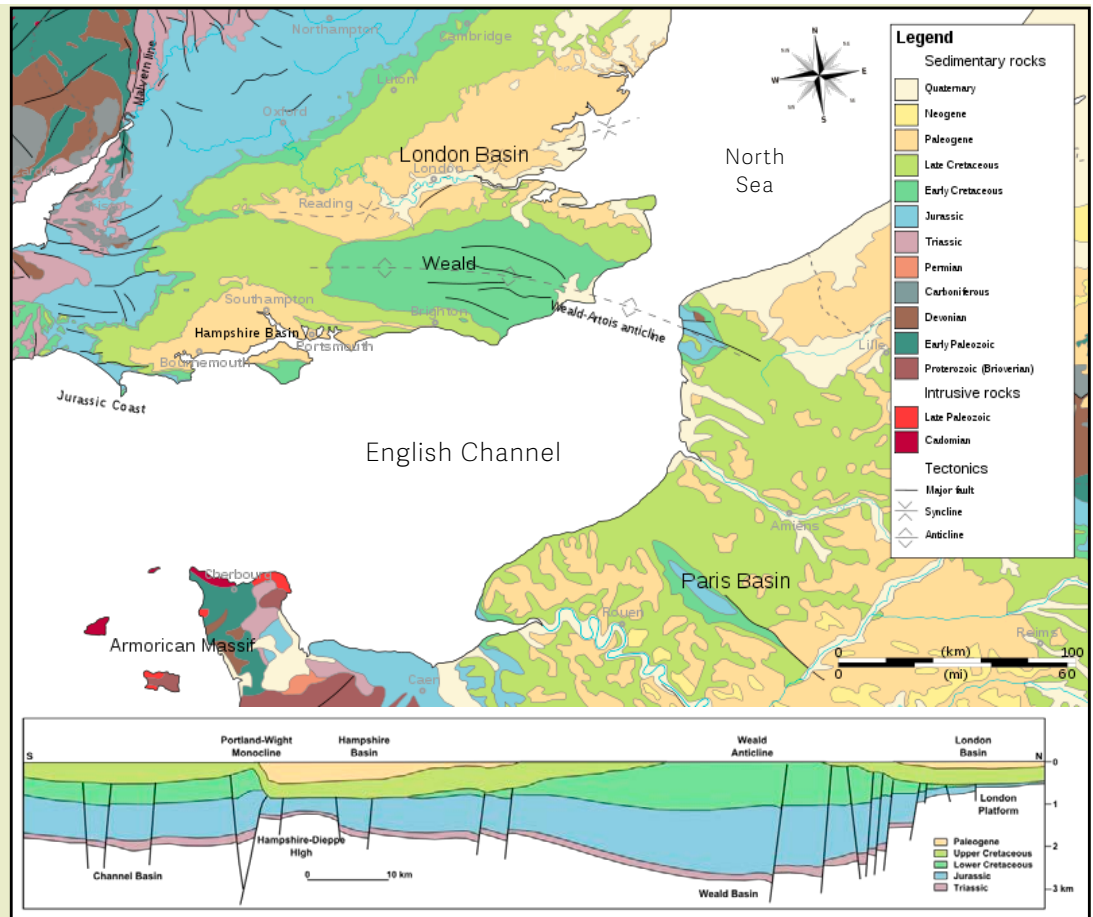 Northampton
Cambridge
Malvern line
Luton
Oxford
London Basin
London
Reading
North
Sea
Weald
Southampton
Brighton
Weald-Artois anticline
Hampshire Basin
Portsmouth
Bournemouth
Jurassic Coast
Lille
English Channel
Amiens
Cherbourg
Paris Basin
Rouen
Armorican Massif
Reims
Caen
N
NE
E
SE
S
SW
W
NW
Legend
Sedimentary rocks
Quaternary
Neogene
Paleogene
Late Cretaceous
Early Cretaceous
Jurassic
Triassic
Permian
Carboniferous
Devonian
Early Paleozoic
Proterozoic (Brioverian)
Intrusive rocks
Late Paleozoic
Cadomian
Tectonics
Major fault
Syncline
Anticline
0 (km) 100
0 (mi) 60
S
Portland-Wight
Monocline
Hampshire
Basin
Weald
Anticline
London
Basin
N
0
1
2
3 km
London
Platform
Hampshire-Dieppe
High
Channel Basin
0 10 km
Weald Basin
Paleogene
Upper Cretaceous
Lower Cretaceous
Jurassic
Triassic